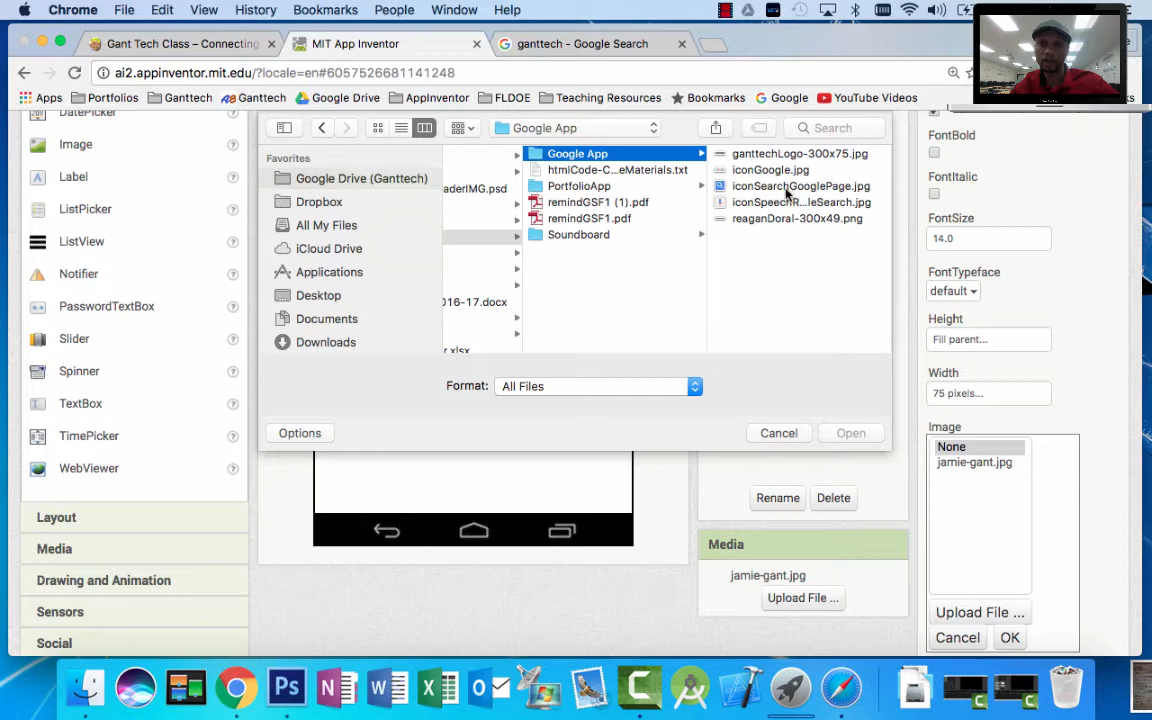 Chrome File Edit View History Bookmarks People Window Help
Gant Tech Class – Connecting
MIT App Inventor
ganttech - Google Search
ai2.appinventor.mit.edu/?locale=en#6057526681141248
Apps Portfolios Ganttech Ganttech Google Drive AppInventor FLDOE Teaching Resources Bookmarks Google YouTube Videos
DatePicker
Image
Label
ListPicker
ListView
Notifier
PasswordTextBox
Slider
Spinner
TextBox
TimePicker
WebViewer
Layout
Media
Drawing and Animation
Sensors
Social
Google App
Search
Favorites
Google Drive (Ganttech)
Dropbox
All My Files
iCloud Drive
Applications
Desktop
Documents
Downloads
aderIMG.psd
016-17.docx
r.xlsx
Google App
htmlCode-C...eMaterials.txt
PortfolioApp
remindGSF1 (1).pdf
remindGSF1.pdf
Soundboard
ganttechLogo-300x75.jpg
iconGoogle.jpg
iconSearchGooglePage.jpg
iconSpeechR...leSearch.jpg
reaganDoral-300x49.png
Format: All Files
Options
Cancel
Open
Rename
Delete
Media
jamie-gant.jpg
Upload File ...
FontBold
FontItalic
FontSize
14.0
FontTypeface
default
Height
Fill parent...
Width
75 pixels...
Image
None
jamie-gant.jpg
Upload File ...
Cancel
OK